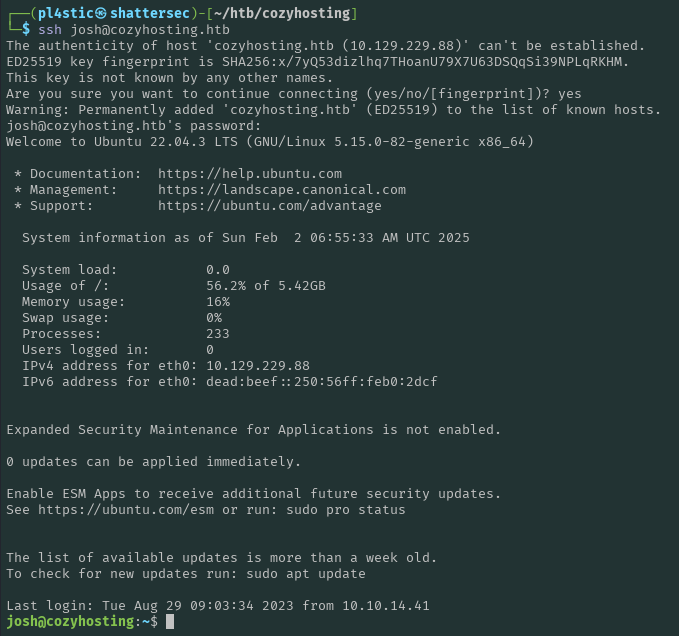 ┌──(pl4stic㉿shattersec)-[~/htb/cozyhosting]
└─$ ssh josh@cozyhosting.htb
The authenticity of host 'cozyhosting.htb (10.129.229.88)' can't be established.
ED25519 key fingerprint is SHA256:x/7yQ53dizlhq7THoanU79X7U63DSQqSi39NPLqRKHM.
This key is not known by any other names.
Are you sure you want to continue connecting (yes/no/[fingerprint])? yes
Warning: Permanently added 'cozyhosting.htb' (ED25519) to the list of known hosts.
josh@cozyhosting.htb's password:
Welcome to Ubuntu 22.04.3 LTS (GNU/Linux 5.15.0-82-generic x86_64)
* Documentation:  https://help.ubuntu.com
* Management:     https://landscape.canonical.com
* Support:        https://ubuntu.com/advantage
System information as of Sun Feb  2 06:55:33 AM UTC 2025
System load:           0.0
Usage of /:            56.2% of 5.42GB
Memory usage:          16%
Swap usage:            0%
Processes:             233
Users logged in:       0
IPv4 address for eth0: 10.129.229.88
IPv6 address for eth0: dead:beef::250:56ff:feb0:2dcf
Expanded Security Maintenance for Applications is not enabled.
0 updates can be applied immediately.
Enable ESM Apps to receive additional future security updates.
See https://ubuntu.com/esm or run: sudo pro status
The list of available updates is more than a week old.
To check for new updates run: sudo apt update
Last login: Tue Aug 29 09:03:34 2023 from 10.10.14.41
josh@cozyhosting:~$